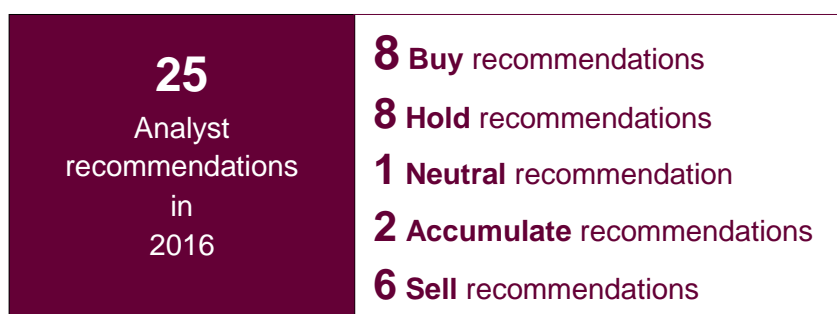 25
Analyst
recommendations
in
2016
8 Buy recommendations
8 Hold recommendations
1 Neutral recommendation
2 Accumulate recommendations
6 Sell recommendations